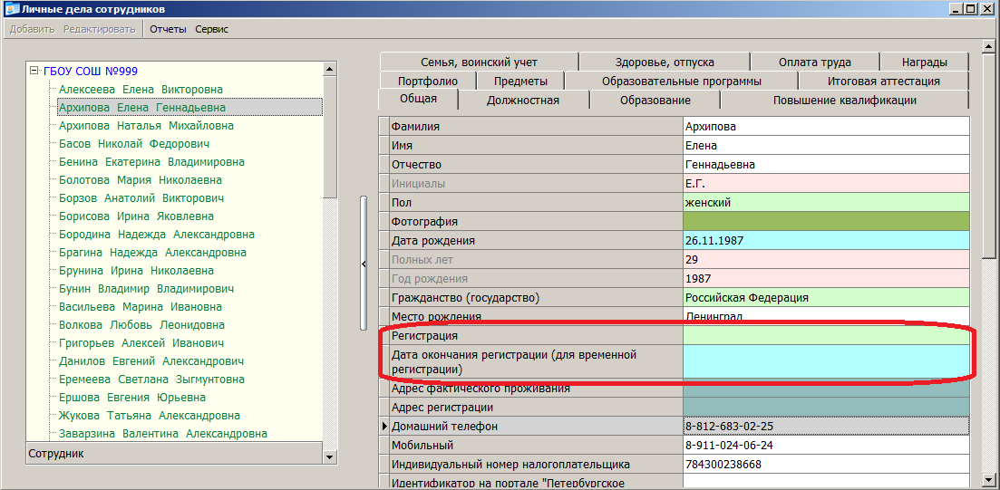 Личные дела сотрудников
Добавить Редактировать Отчеты Сервис
ГБОУ СОШ №999
Алексеева Елена Викторовна
Архипова Елена Геннадьевна
Архипова Наталья Михайловна
Басов Николай Федорович
Бенина Екатерина Владимировна
Болотова Мария Николаевна
Борзов Анатолий Викторович
Борисова Ирина Яковлевна
Бородина Надежда Александровна
Брагина Надежда Александровна
Брунина Ирина Николаевна
Бунин Владимир Владимирович
Васильева Марина Ивановна
Волкова Любовь Леонидовна
Григорьев Алексей Иванович
Данилов Евгений Александрович
Еремеева Светлана Зыгмунтовна
Ершова Евгения Юрьевна
Жукова Татьяна Александровна
Заварзина Валентина Александровна
Сотрудник
Семья, воинский учет Здоровье, отпуска Оплата труда Награды
Портфолио Предметы Образовательные программы Итоговая аттестация
Общая Должностная Образование Повышение квалификации
Фамилия Архипова
Имя Елена
Отчество Геннадьевна
Инициалы Е.Г.
Пол женский
Фотография
Дата рождения 26.11.1987
Полных лет 29
Год рождения 1987
Гражданство (государство) Российская Федерация
Место рождения Ленинград
Регистрация
Дата окончания регистрации (для временной
регистрации)
Адрес фактического проживания
Адрес регистрации
Домашний телефон 8-812-683-02-25
Мобильный 8-911-024-06-24
Индивидуальный номер налогоплательщика 784300238668
Идентификатор на портале "Петербургское